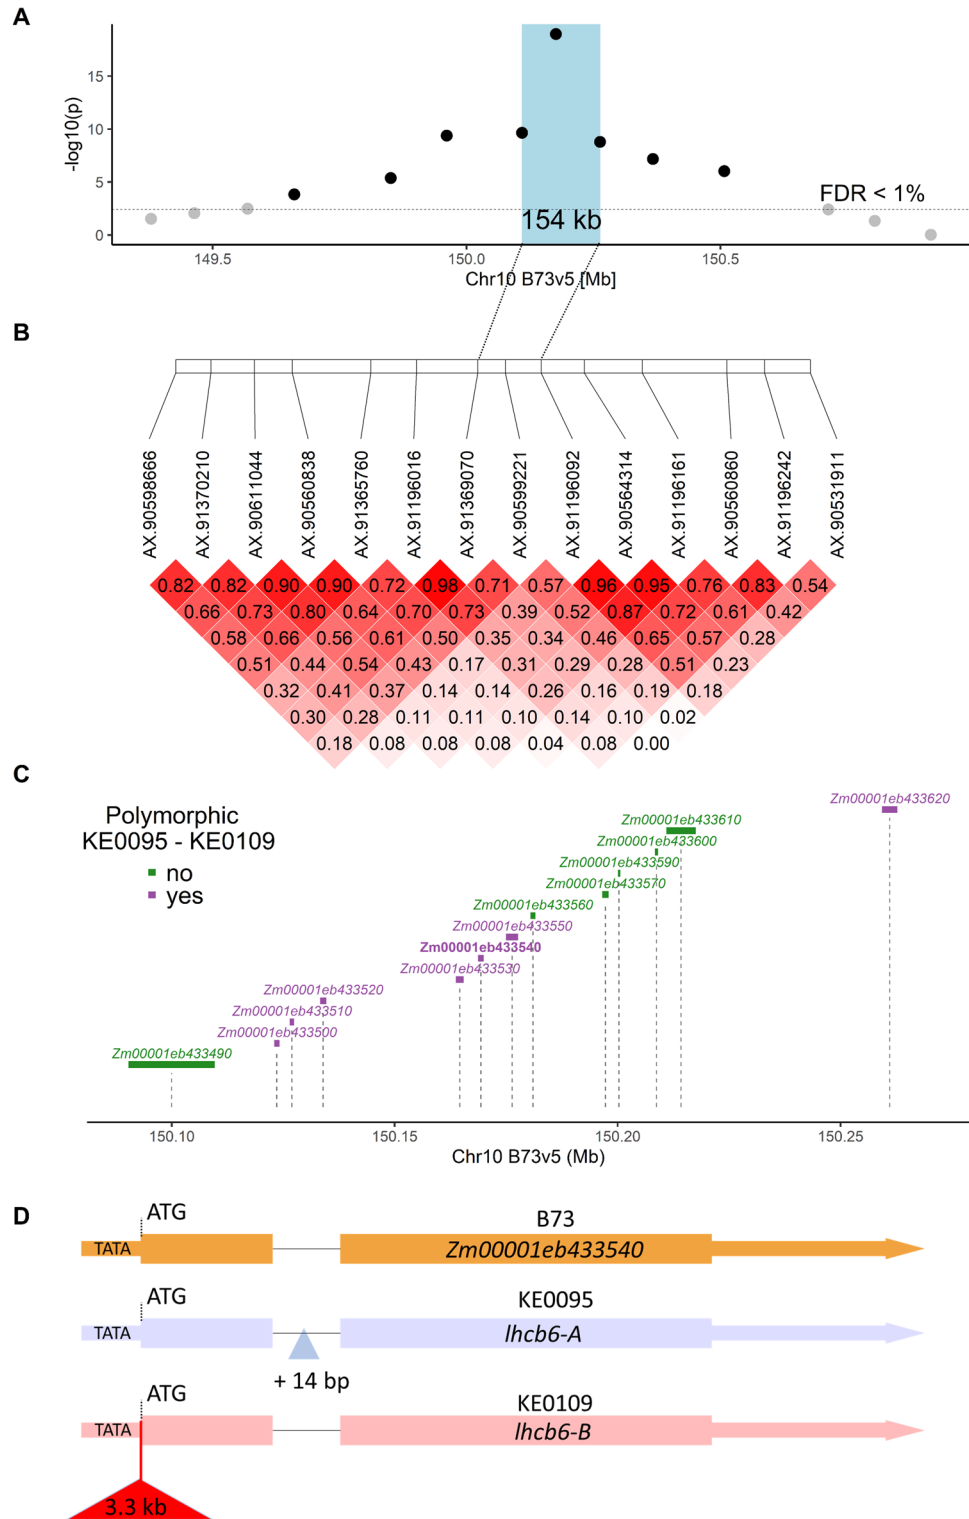 A
-log10(p)
15
10
5
0
FDR < 1%
154 kb
149.5 150.0 150.5
Chr10 B73v5 [Mb]
B
AX.90598666 AX.91370210 AX.90611044 AX.90560838 AX.91365760 AX.91196016 AX.91369070 AX.90599221 AX.91196092 AX.90564314 AX.91196161 AX.90560860 AX.91196242 AX.90531911
0.82 0.82 0.90 0.90 0.72 0.98 0.71 0.57 0.96 0.95 0.76 0.83 0.54
0.66 0.73 0.80 0.64 0.70 0.73 0.39 0.52 0.87 0.72 0.61 0.42
0.58 0.66 0.56 0.61 0.50 0.35 0.34 0.46 0.65 0.57 0.28
0.51 0.44 0.54 0.43 0.17 0.31 0.29 0.28 0.51 0.23
0.32 0.41 0.37 0.14 0.14 0.26 0.16 0.19 0.18
0.30 0.28 0.11 0.11 0.10 0.14 0.10 0.02
0.18 0.08 0.08 0.08 0.04 0.08 0.00
C
Polymorphic
KE0095 - KE0109
no
yes
Zm00001eb433620
Zm00001eb433610
Zm00001eb433600
Zm00001eb433590
Zm00001eb433570
Zm00001eb433560
Zm00001eb433550
Zm00001eb433540
Zm00001eb433530
Zm00001eb433520
Zm00001eb433510
Zm00001eb433500
Zm00001eb433490
150.10 150.15 150.20 150.25
Chr10 B73v5 (Mb)
D
ATG
B73
TATA
Zm00001eb433540
ATG
KE0095
TATA
lhcb6-A
+ 14 bp
ATG
KE0109
TATA
lhcb6-B
3.3 kb